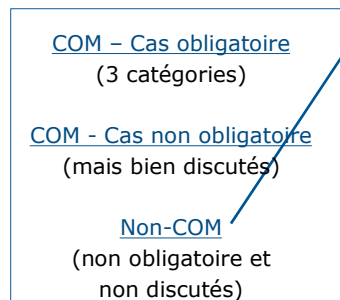 COM – Cas obligatoire
(3 catégories)
COM - Cas non obligatoire
(mais bien discutés)
Non-COM
(non obligatoire et
non discutés)